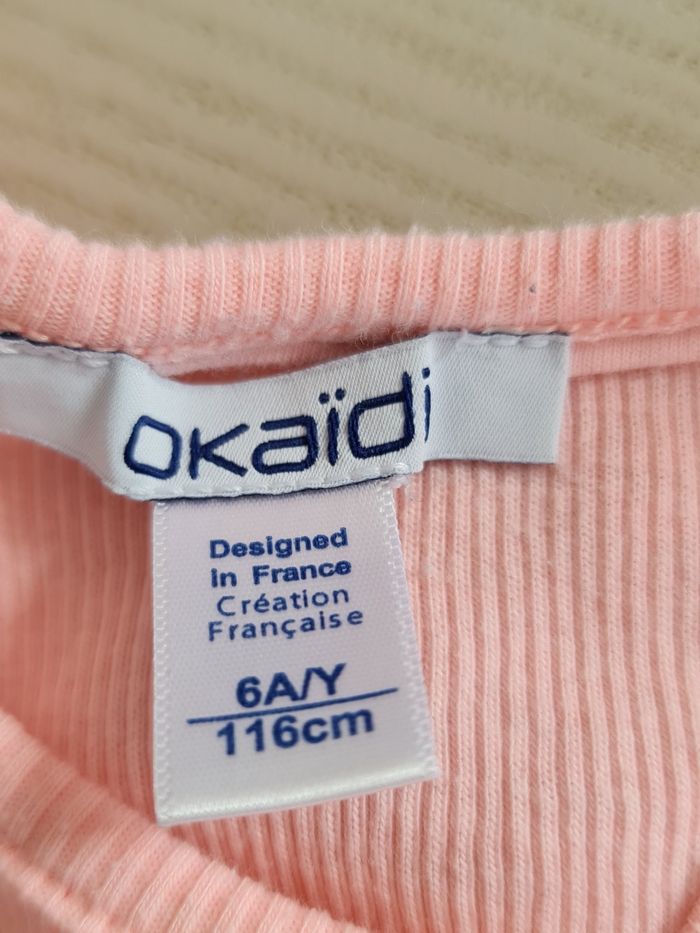 okaïdi
Designed
in France
Création
Française
6A/Y
116cm